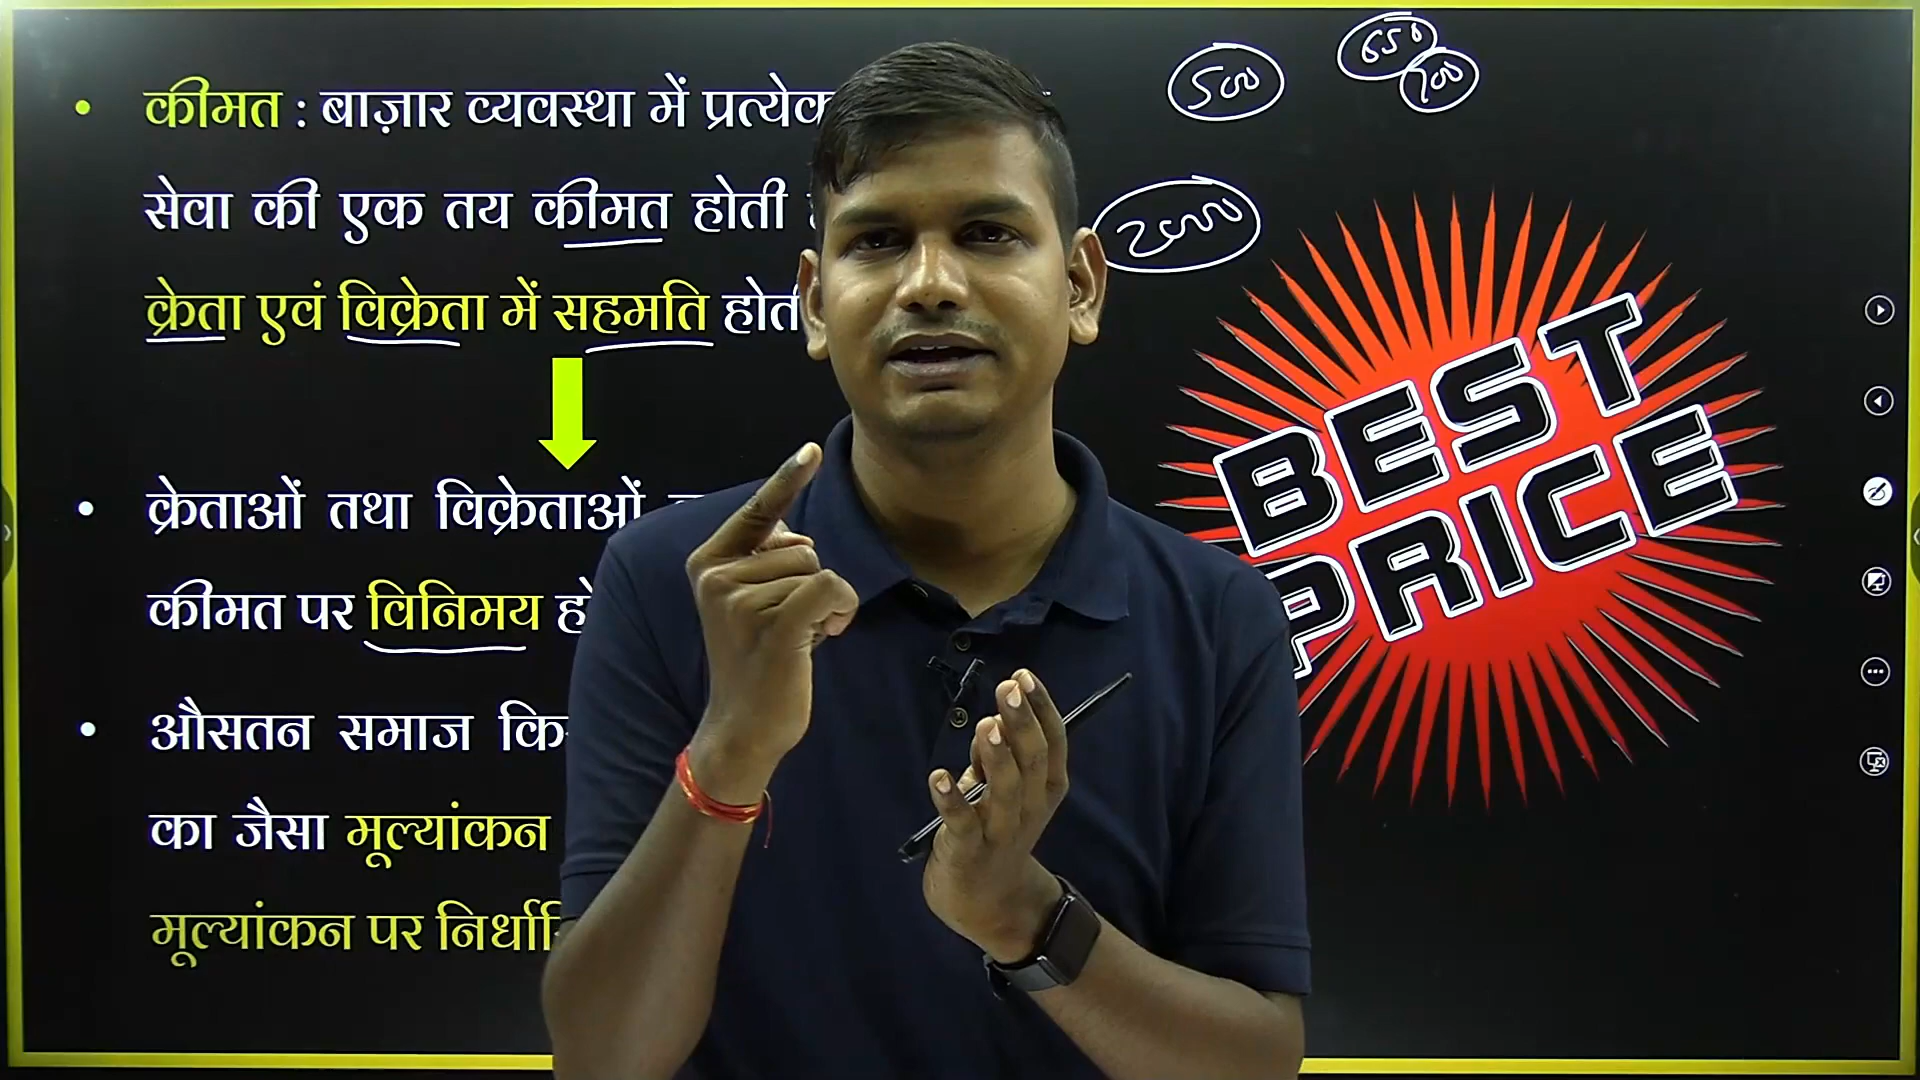 • कीमत : बाज़ार व्यवस्था में
सेवा की एक तय कीमत होती
क्रेता एवं विक्रेता में सहमति
• क्रेताओं तथा विक्रेताओं
कीमत पर विनिमय
• औसतन समाज
का जैसा मूल्यांकन
मूल्यांकन पर
500
650
700
2000
BEST
PRICE